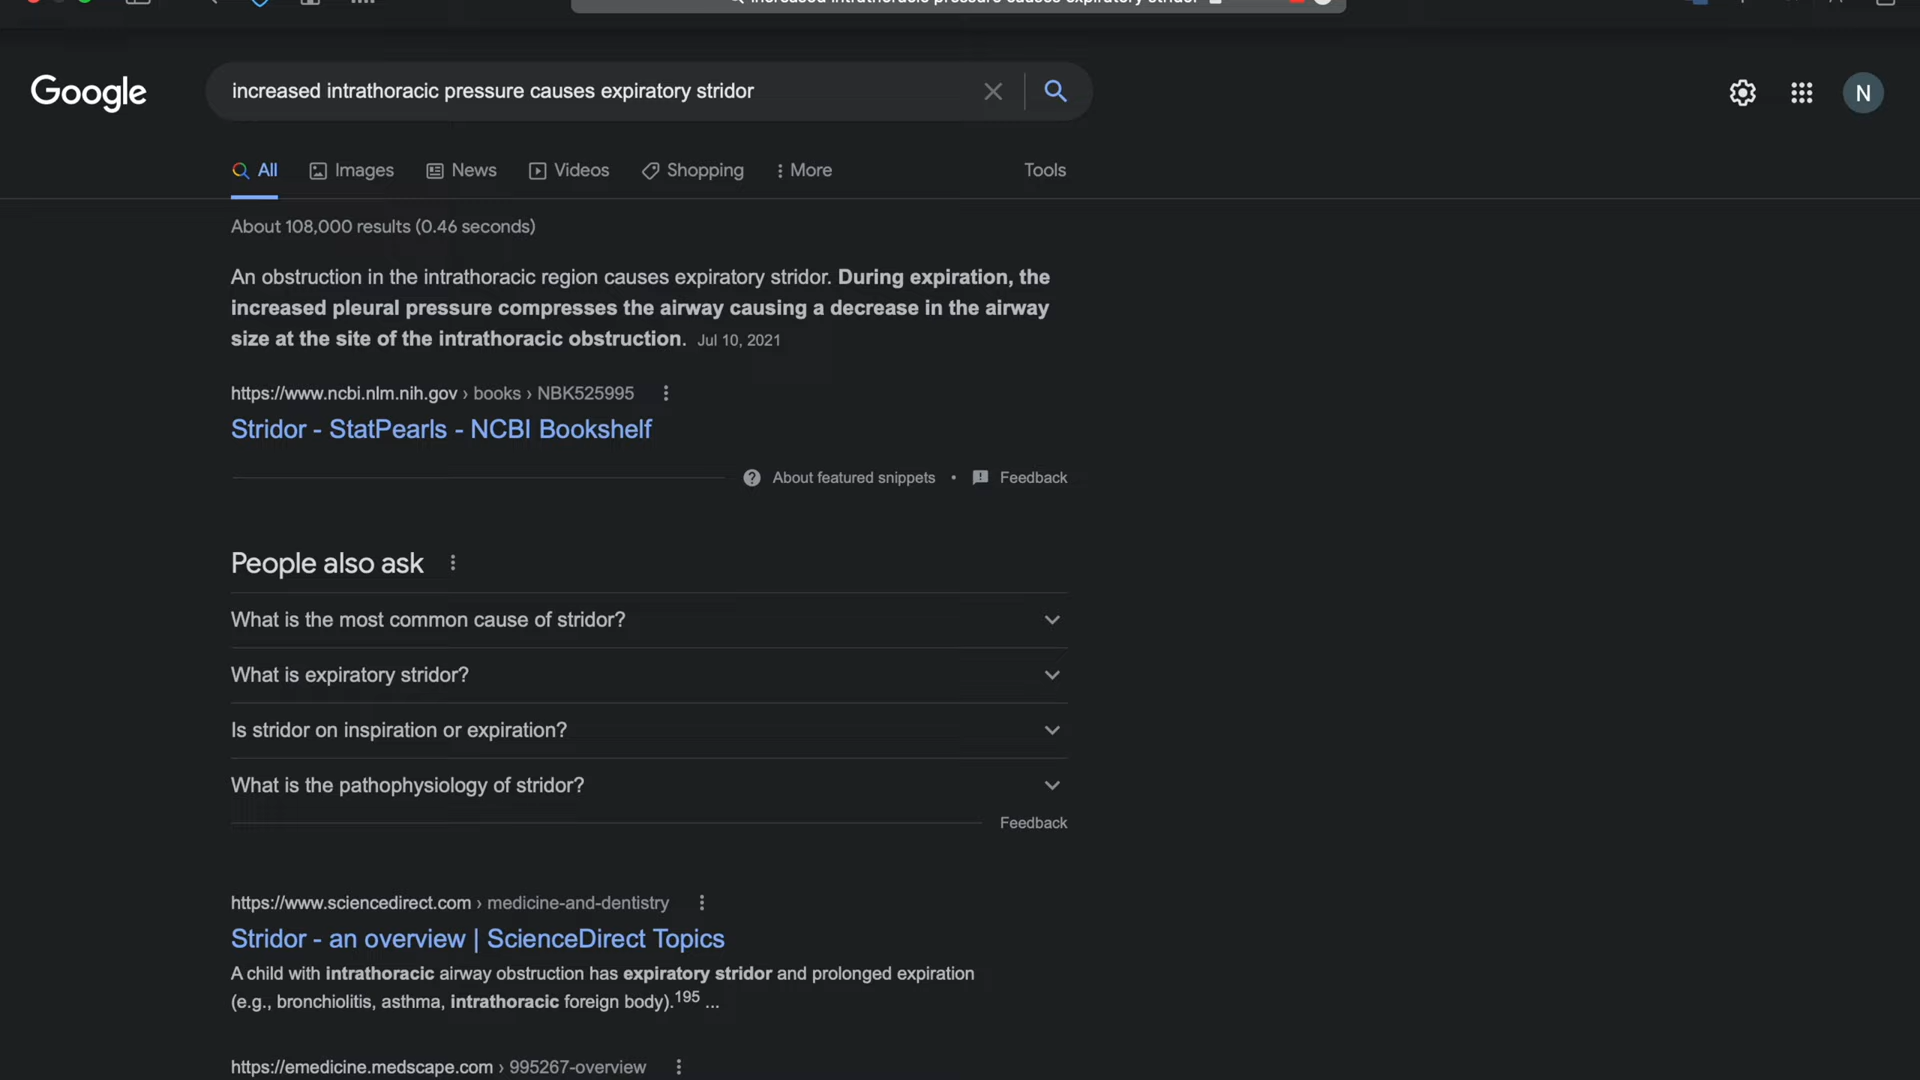 increased intrathoracic pressure causes expiratory stridor
Google
increased intrathoracic pressure causes expiratory stridor
N
All
Images
News
Videos
Shopping
More
Tools
About 108,000 results (0.46 seconds)
An obstruction in the intrathoracic region causes expiratory stridor. During expiration, the
increased pleural pressure compresses the airway causing a decrease in the airway
size at the site of the intrathoracic obstruction. Jul 10, 2021
https://www.ncbi.nlm.nih.gov › books › NBK525995
Stridor - StatPearls - NCBI Bookshelf
About featured snippets • Feedback
People also ask
What is the most common cause of stridor?
What is expiratory stridor?
Is stridor on inspiration or expiration?
What is the pathophysiology of stridor?
Feedback
https://www.sciencedirect.com › medicine-and-dentistry
Stridor - an overview | ScienceDirect Topics
A child with intrathoracic airway obstruction has expiratory stridor and prolonged expiration
(e.g., bronchiolitis, asthma, intrathoracic foreign body).195 ...
https://emedicine.medscape.com › 995267-overview